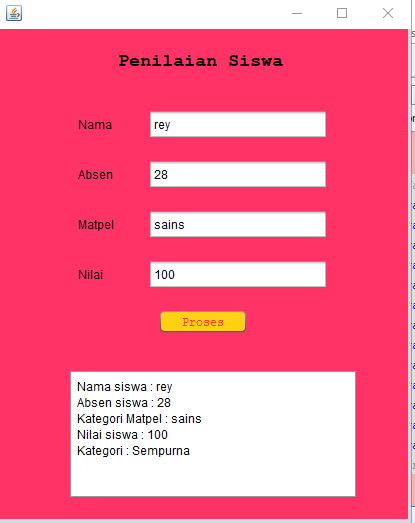 Penilaian Siswa
Nama rey
Absen 28
Matpel sains
Nilai 100
Proses
Nama siswa : rey
Absen siswa : 28
Kategori Matpel : sains
Nilai siswa : 100
Kategori : Sempurna